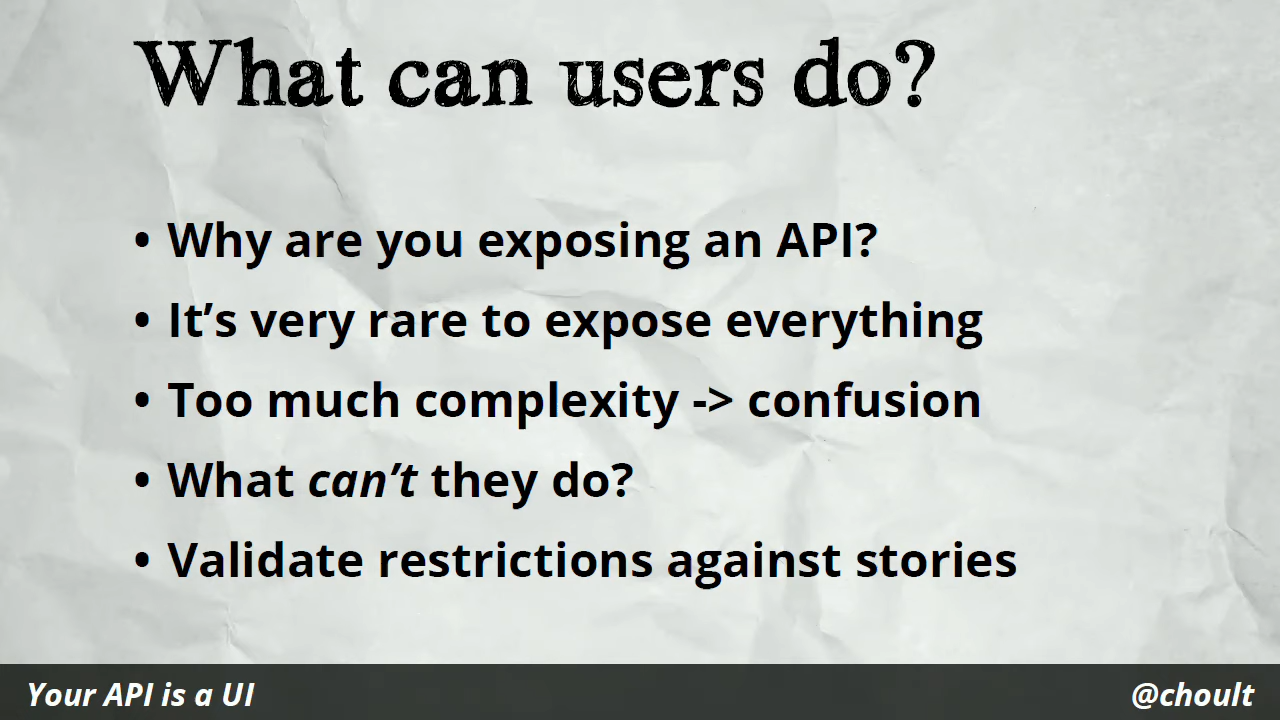 What can users do?
• Why are you exposing an API?
• It’s very rare to expose everything
• Too much complexity -> confusion
• What can’t they do?
• Validate restrictions against stories
Your API is a UI
@choult